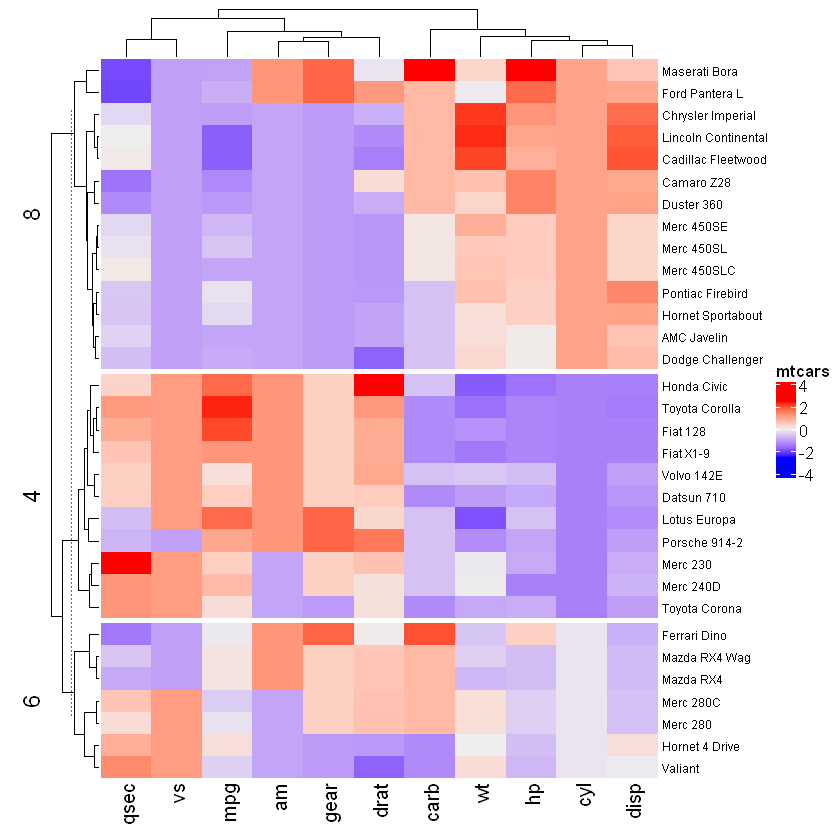 8
Maserati Bora
Ford Pantera L
Chrysler Imperial
Lincoln Continental
Cadillac Fleetwood
Camaro Z28
Duster 360
Merc 450SE
Merc 450SL
Merc 450SLC
Pontiac Firebird
Hornet Sportabout
AMC Javelin
Dodge Challenger
4
Honda Civic
Toyota Corolla
Fiat 128
Fiat X1-9
Volvo 142E
Datsun 710
Lotus Europa
Porsche 914-2
Merc 230
Merc 240D
Toyota Corona
6
Ferrari Dino
Mazda RX4 Wag
Mazda RX4
Merc 280C
Merc 280
Hornet 4 Drive
Valiant
qsec vs mpg am gear drat carb wt hp cyl disp
mtcars
4
2
0
-2
-4